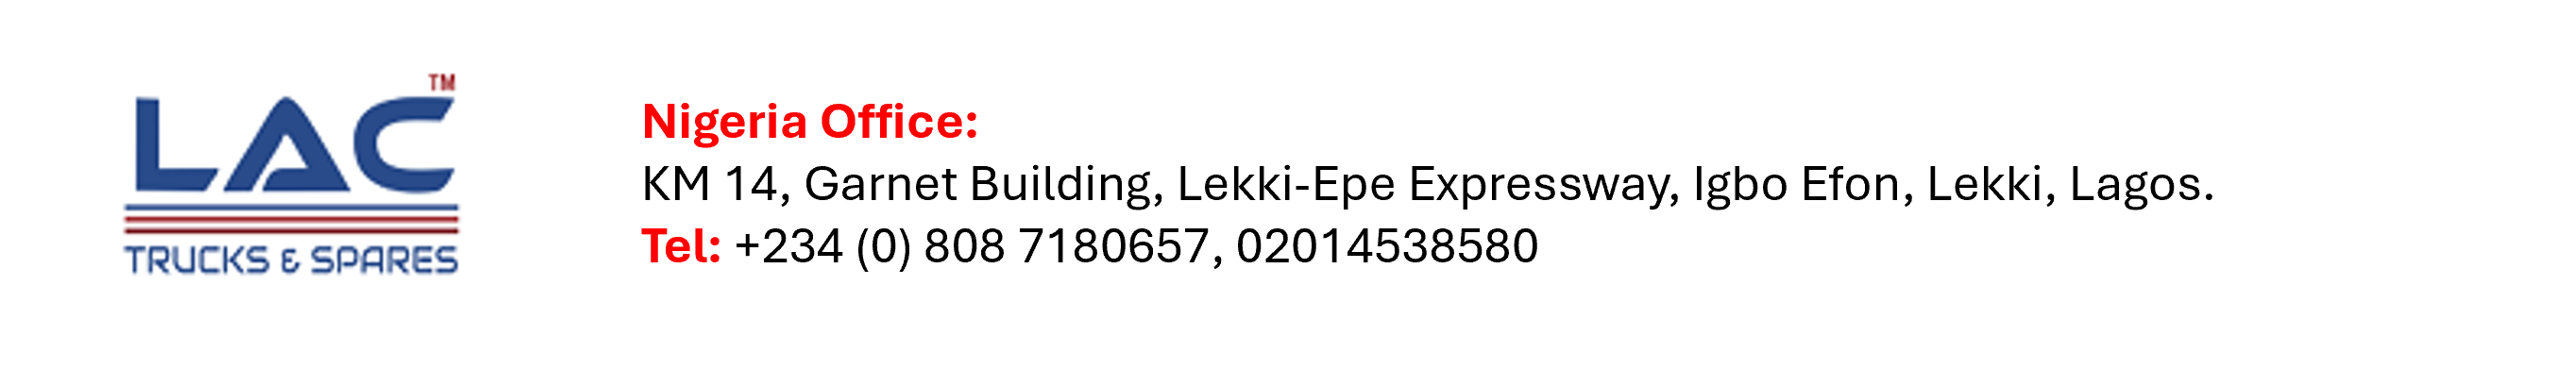 LAC™
TRUCKS & SPARES
Nigeria Office:
KM 14, Garnet Building, Lekki-Epe Expressway, Igbo Efon, Lekki, Lagos.
Tel: +234 (0) 808 7180657, 02014538580